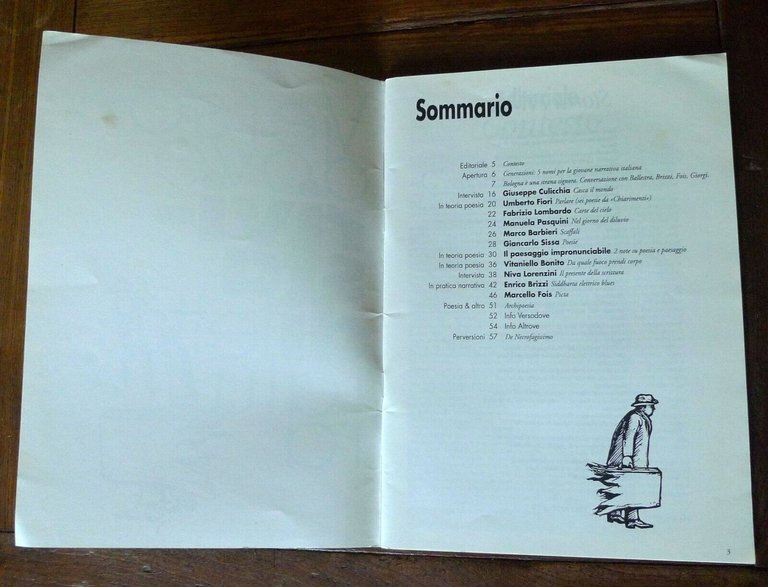 Sommario
Editoriale 5 Contesto
Apertura 6 Generazioni: 5 nomi per la giovane narrativa italiana
7 Bologna è una strana signora. Conversazione con Ballestra, Brizzi, Fois, Giorgi.
Intervista 16 Giuseppe Culicchia Casca il mondo
In teoria poesia 20 Umberto Fiori Parlare (sei poesie da «Chiarimenti»)
22 Fabrizio Lombardo Carte del cielo
24 Manuela Pasquini Nel giorno del diluvio
26 Marco Barbieri Scaffali
28 Giancarlo Sissa Poesie
In teoria poesia 30 Il paesaggio impronunciabile 2 note su poesia e paesaggio
In teoria poesia 36 Vitaniello Bonito Da quale fuoco prendi corpo
Intervista 38 Niva Lorenzini Il presente della scrittura
In pratica narrativa 42 Enrico Brizzi Siddharta elettrico blues
46 Marcello Fois Picta
Poesia & altro 51 Archipoesia
52 Info Versodove
54 Info Altrove
Perversioni 57 De Necrofagissimo
3